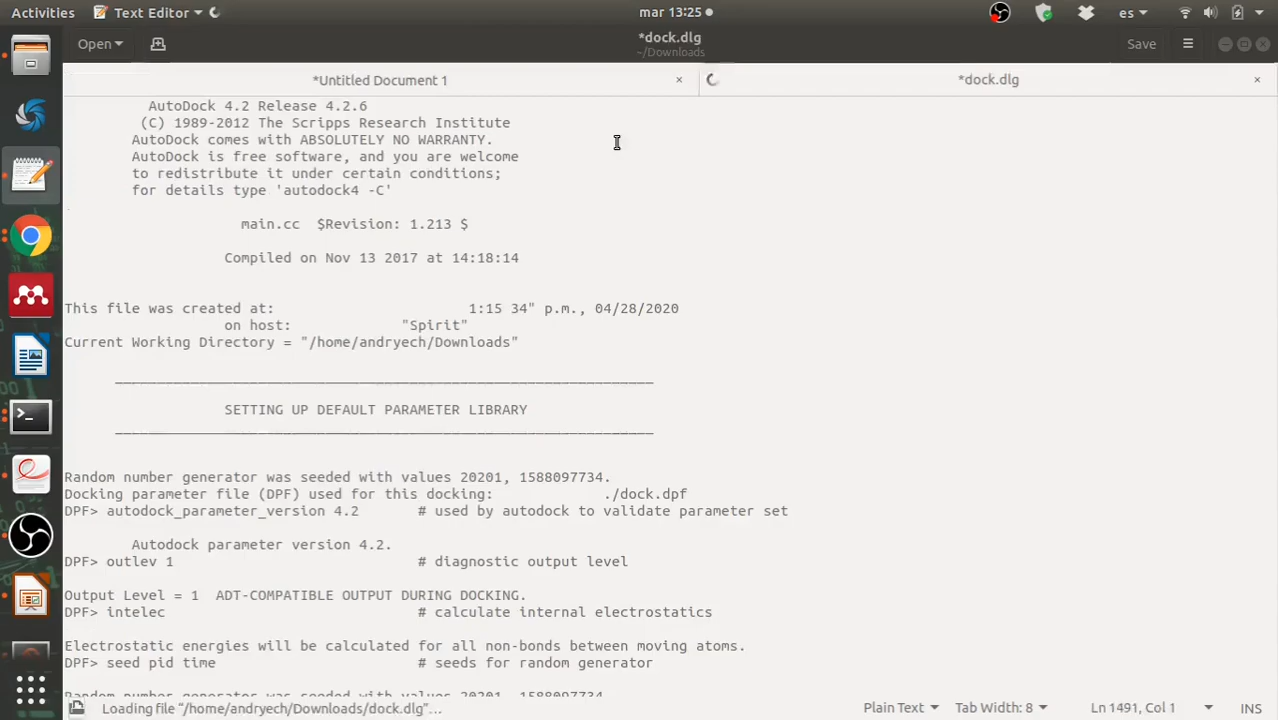 Activities Text Editor mar 13:25 es
Open *dock.dlg Save
~/Downloads
*Untitled Document 1 × *dock.dlg ×
AutoDock 4.2 Release 4.2.6
(C) 1989-2012 The Scripps Research Institute
AutoDock comes with ABSOLUTELY NO WARRANTY.
AutoDock is free software, and you are welcome
to redistribute it under certain conditions;
for details type 'autodock4 -C'
main.cc $Revision: 1.213 $
Compiled on Nov 13 2017 at 14:18:14
This file was created at: 1:15 34" p.m., 04/28/2020
on host: "Spirit"
Current Working Directory = "/home/andryech/Downloads"
SETTING UP DEFAULT PARAMETER LIBRARY
Random number generator was seeded with values 20201, 1588097734.
Docking parameter file (DPF) used for this docking: ./dock.dpf
DPF> autodock_parameter_version 4.2 # used by autodock to validate parameter set
Autodock parameter version 4.2.
DPF> outlev 1 # diagnostic output level
Output Level = 1 ADT-COMPATIBLE OUTPUT DURING DOCKING.
DPF> intelec # calculate internal electrostatics
Electrostatic energies will be calculated for all non-bonds between moving atoms.
DPF> seed pid time # seeds for random generator
Random number generator was seeded with values 20201, 1588097734.
Loading file “/home/andryech/Downloads/dock.dlg”… Plain Text Tab Width: 8 Ln 1491, Col 1 INS